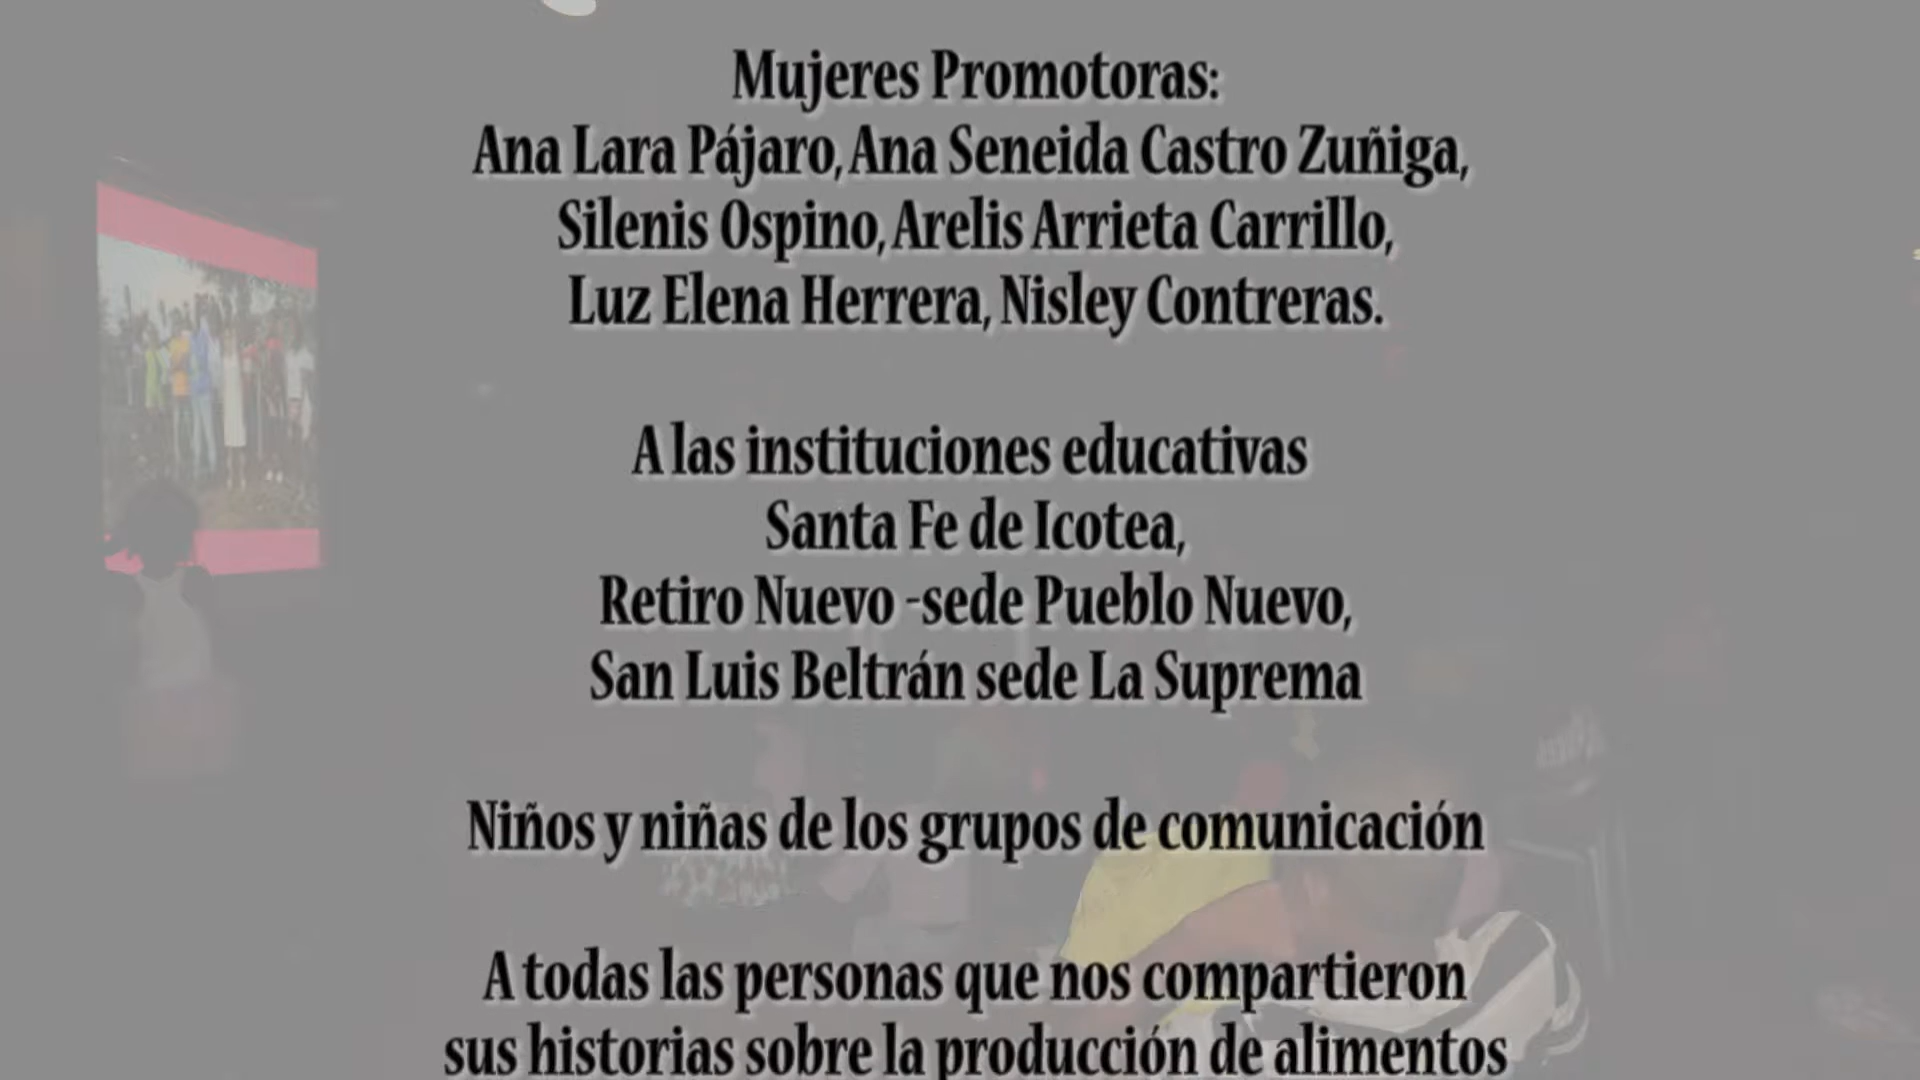 Mujeres Promotoras:
Ana Lara Pájaro, Ana Seneida Castro Zuñiga,
Silenis Ospino, Arelis Arrieta Carrillo,
Luz Elena Herrera, Nisley Contreras.
A las instituciones educativas
Santa Fe de Icotea,
Retiro Nuevo -sede Pueblo Nuevo,
San Luis Beltrán sede La Suprema
Niños y niñas de los grupos de comunicación
A todas las personas que nos compartieron
sus historias sobre la producción de alimentos